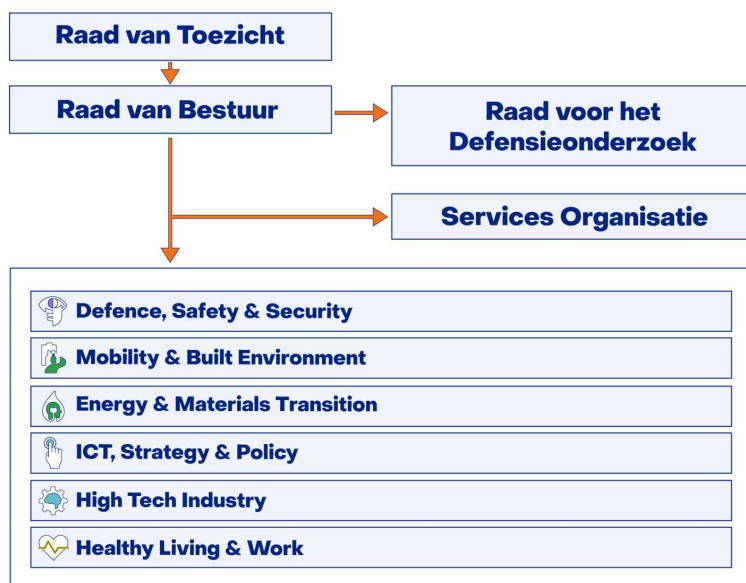 Raad van Toezicht
Raad van Bestuur
Raad voor het
Defensieonderzoek
Services Organisatie
Defence, Safety & Security
Mobility & Built Environment
Energy & Materials Transition
ICT, Strategy & Policy
High Tech Industry
Healthy Living & Work